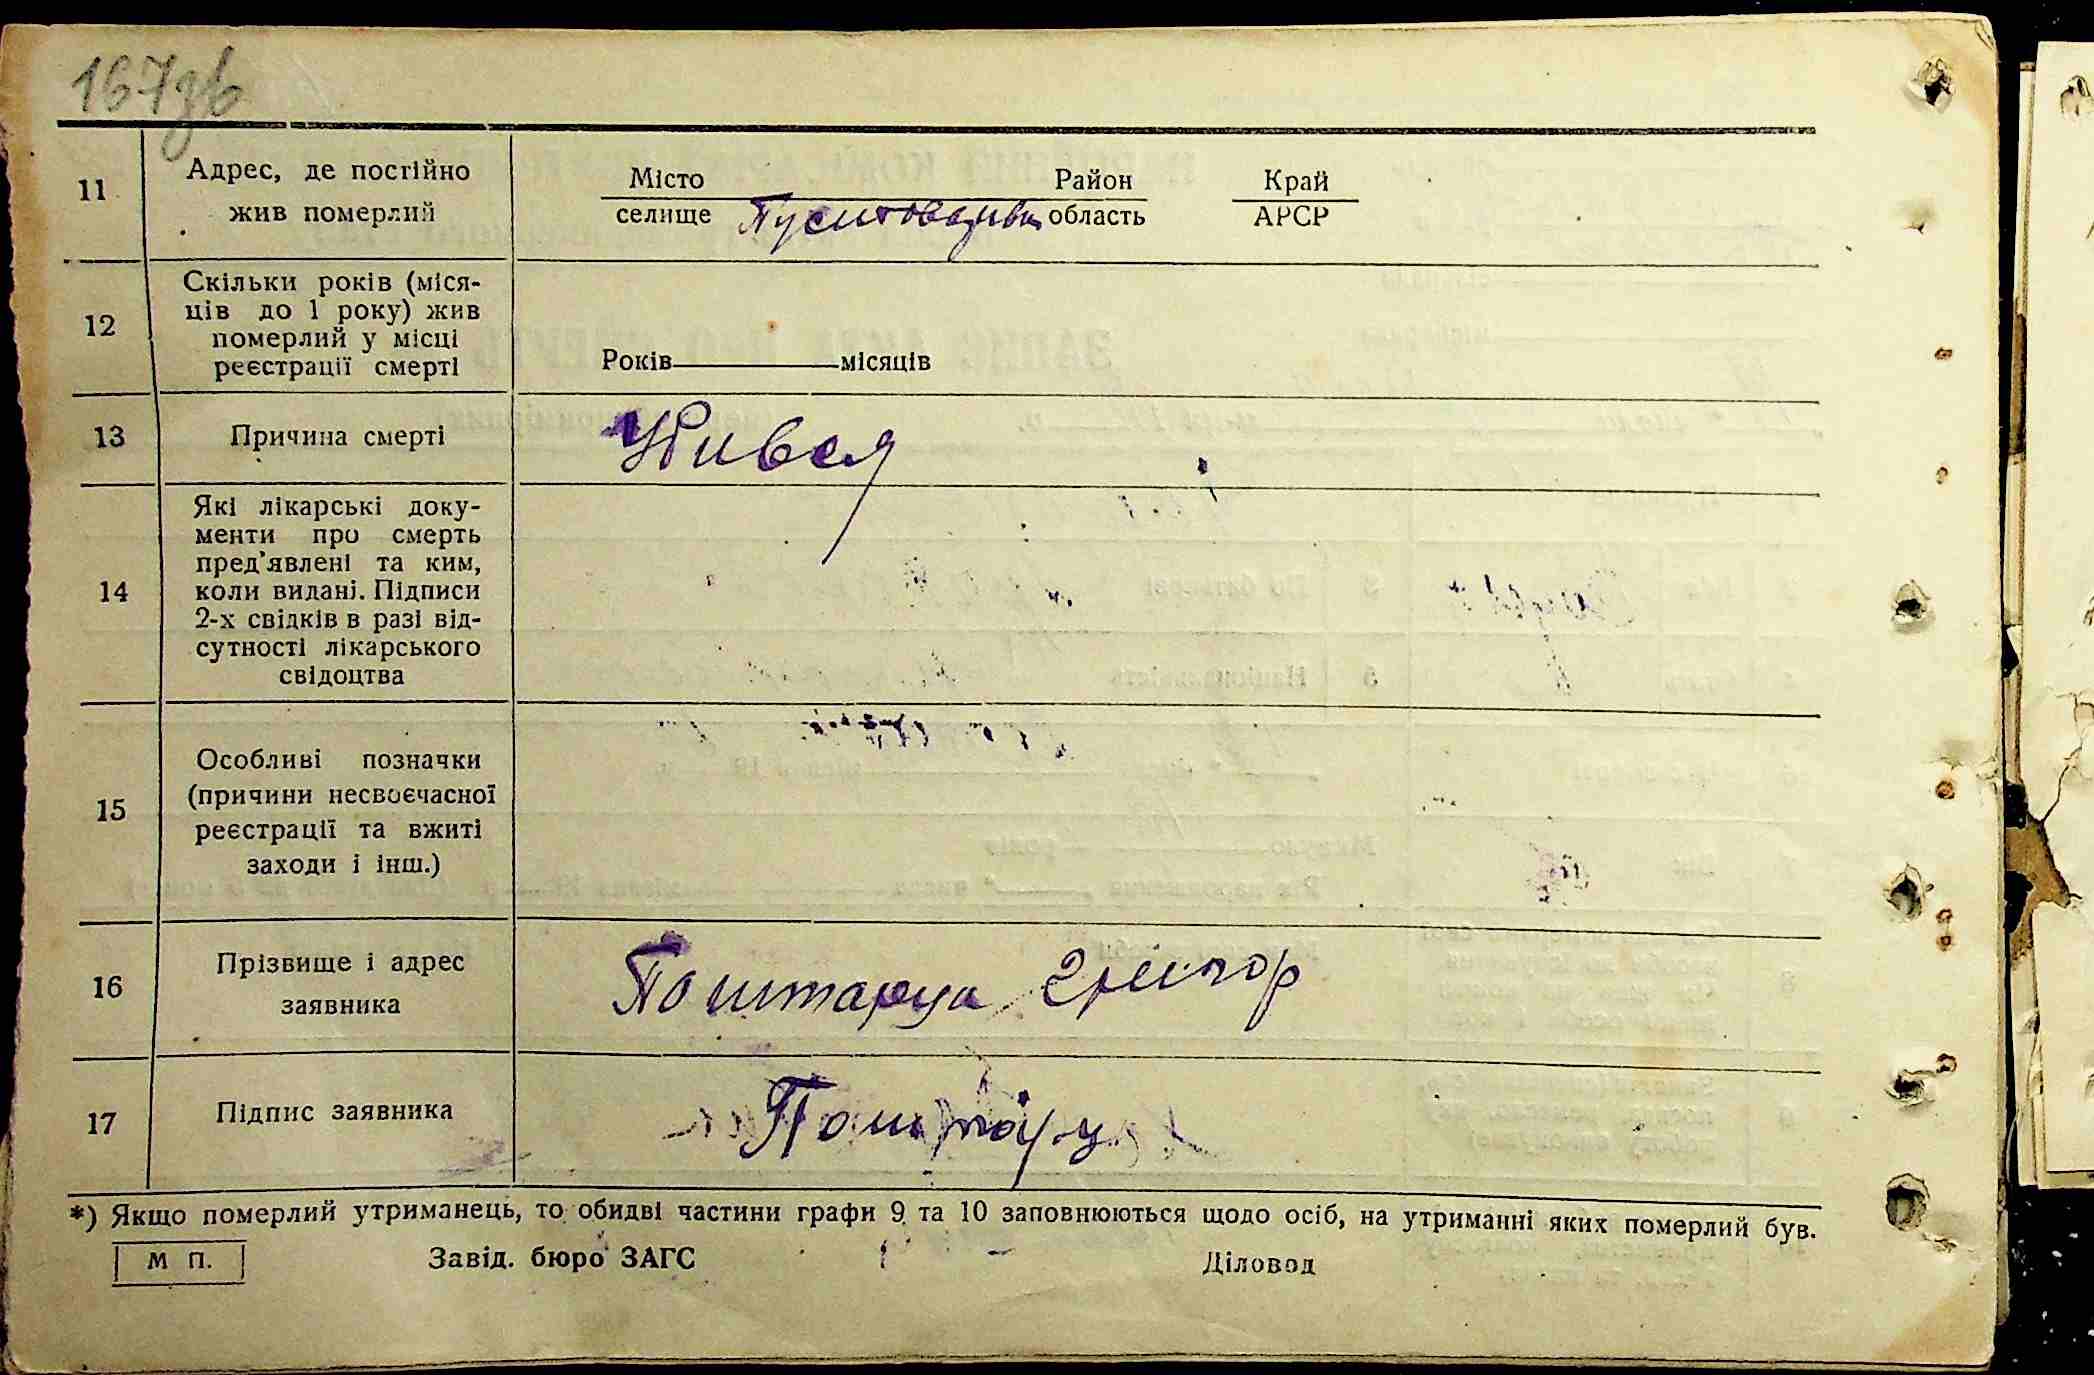 167зв
11
Адрес, де постійно
жив померлий
Місто Район Край
селище Пустоварівка область АРСР
12
Скільки років (міся-
ців до 1 року) жив
померлий у місці
реєстрації смерті
Років місяців
13
Причина смерті
Убився
14
Які лікарські доку-
менти про смерть
пред'явлені та ким,
коли видані. Підписи
2-х свідків в разі від-
сутності лікарського
свідоцтва
15
Особливі позначки
(причини несвоєчасної
реєстрації та вжиті
заходи і інш.)
16
Прізвище і адрес
заявника
Поштаруа Григор
17
Підпис заявника
*) Якщо померлий утриманець, то обидві частини графи 9 та 10 заповнюються щодо осіб, на утриманні яких померлий був.
М П.
Завід. бюро ЗАГС
Діловод